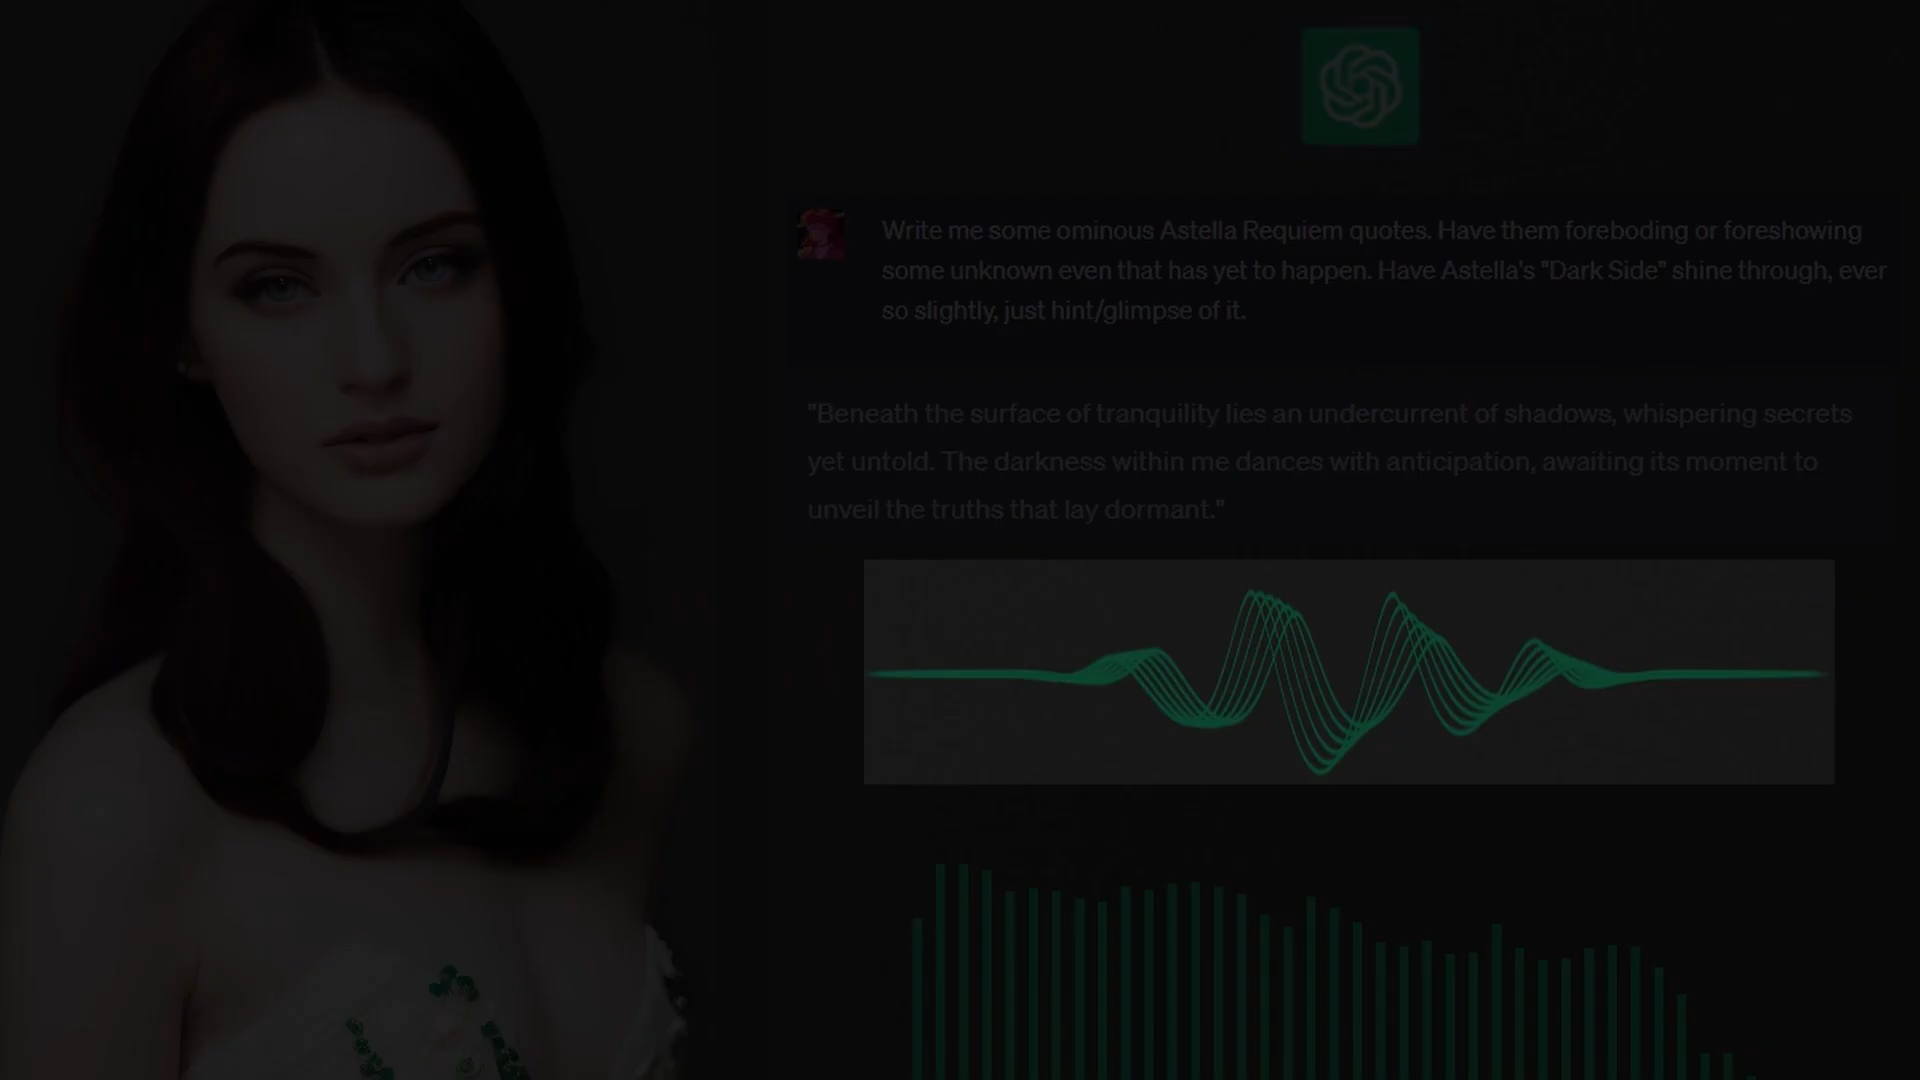 Write me some ominous Astella Requiem quotes. Have them foreboding or foreshowing
some unknown even that has yet to happen. Have Astella's "Dark Side" shine through, ever
so slightly, just hint/glimpse of it.
"Beneath the surface of tranquility lies an undercurrent of shadows, whispering secrets
yet untold. The darkness within me dances with anticipation, awaiting its moment to
unveil the truths that lay dormant."